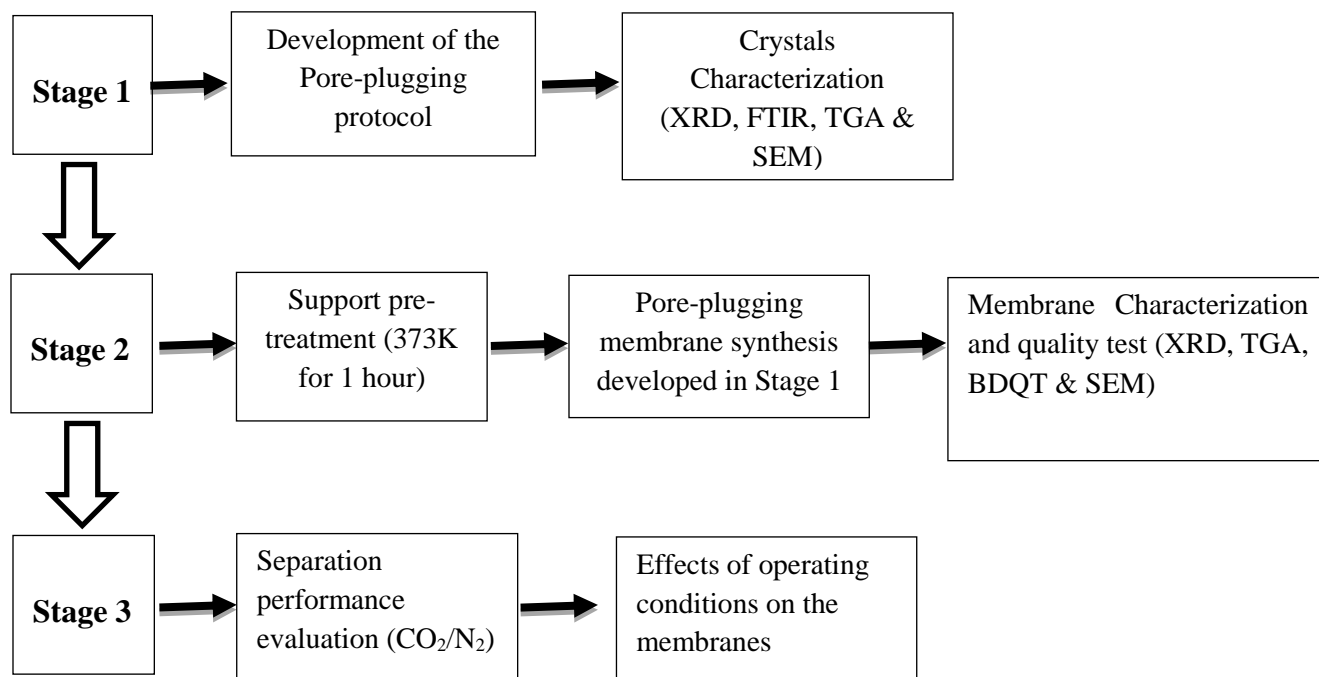 Stage 1
Development of the
Pore-plugging
protocol
Crystals
Characterization
(XRD, FTIR, TGA &
SEM)
Stage 2
Support pre-
treatment (373K
for 1 hour)
Pore-plugging
membrane synthesis
developed in Stage 1
Membrane Characterization
and quality test (XRD, TGA,
BDQT & SEM)
Stage 3
Separation
performance
evaluation (CO₂/N₂)
Effects of operating
conditions on the
membranes